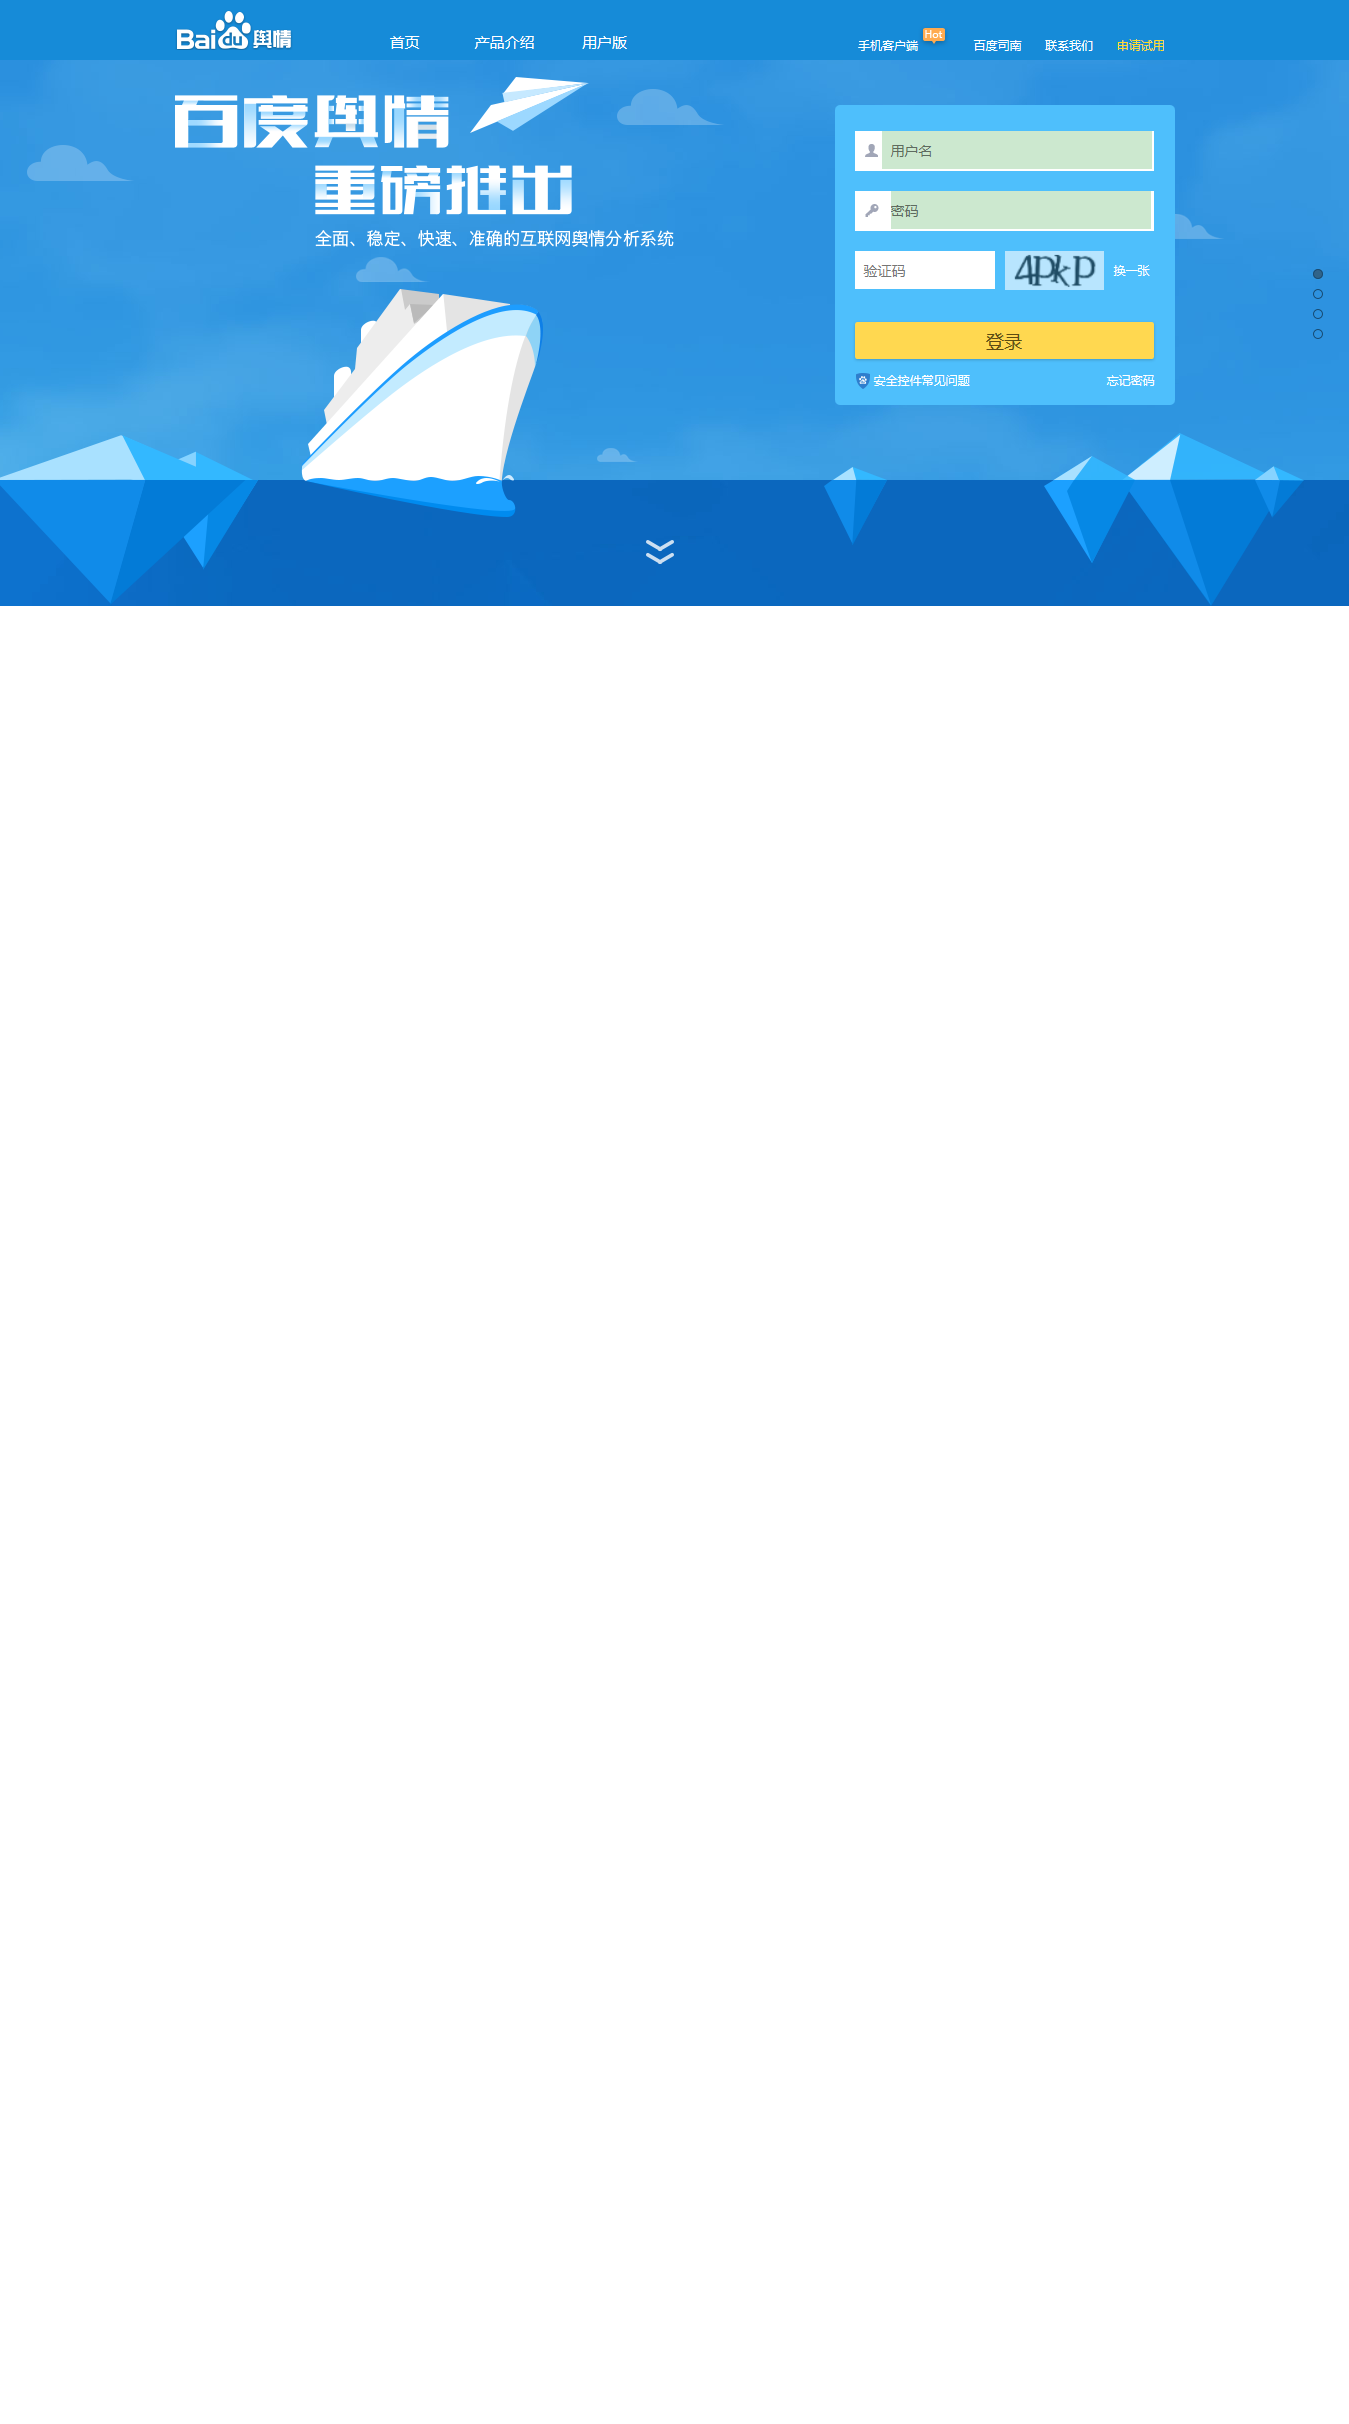 Baidu 舆情
首页 产品介绍 用户版
手机客户端 Hot 百度司南 联系我们 申请试用
百度舆情
重磅推出
全面、稳定、快速、准确的互联网舆情分析系统
用户名
密码
验证码 4pkp 换一张
登录
安全控件常见问题 忘记密码